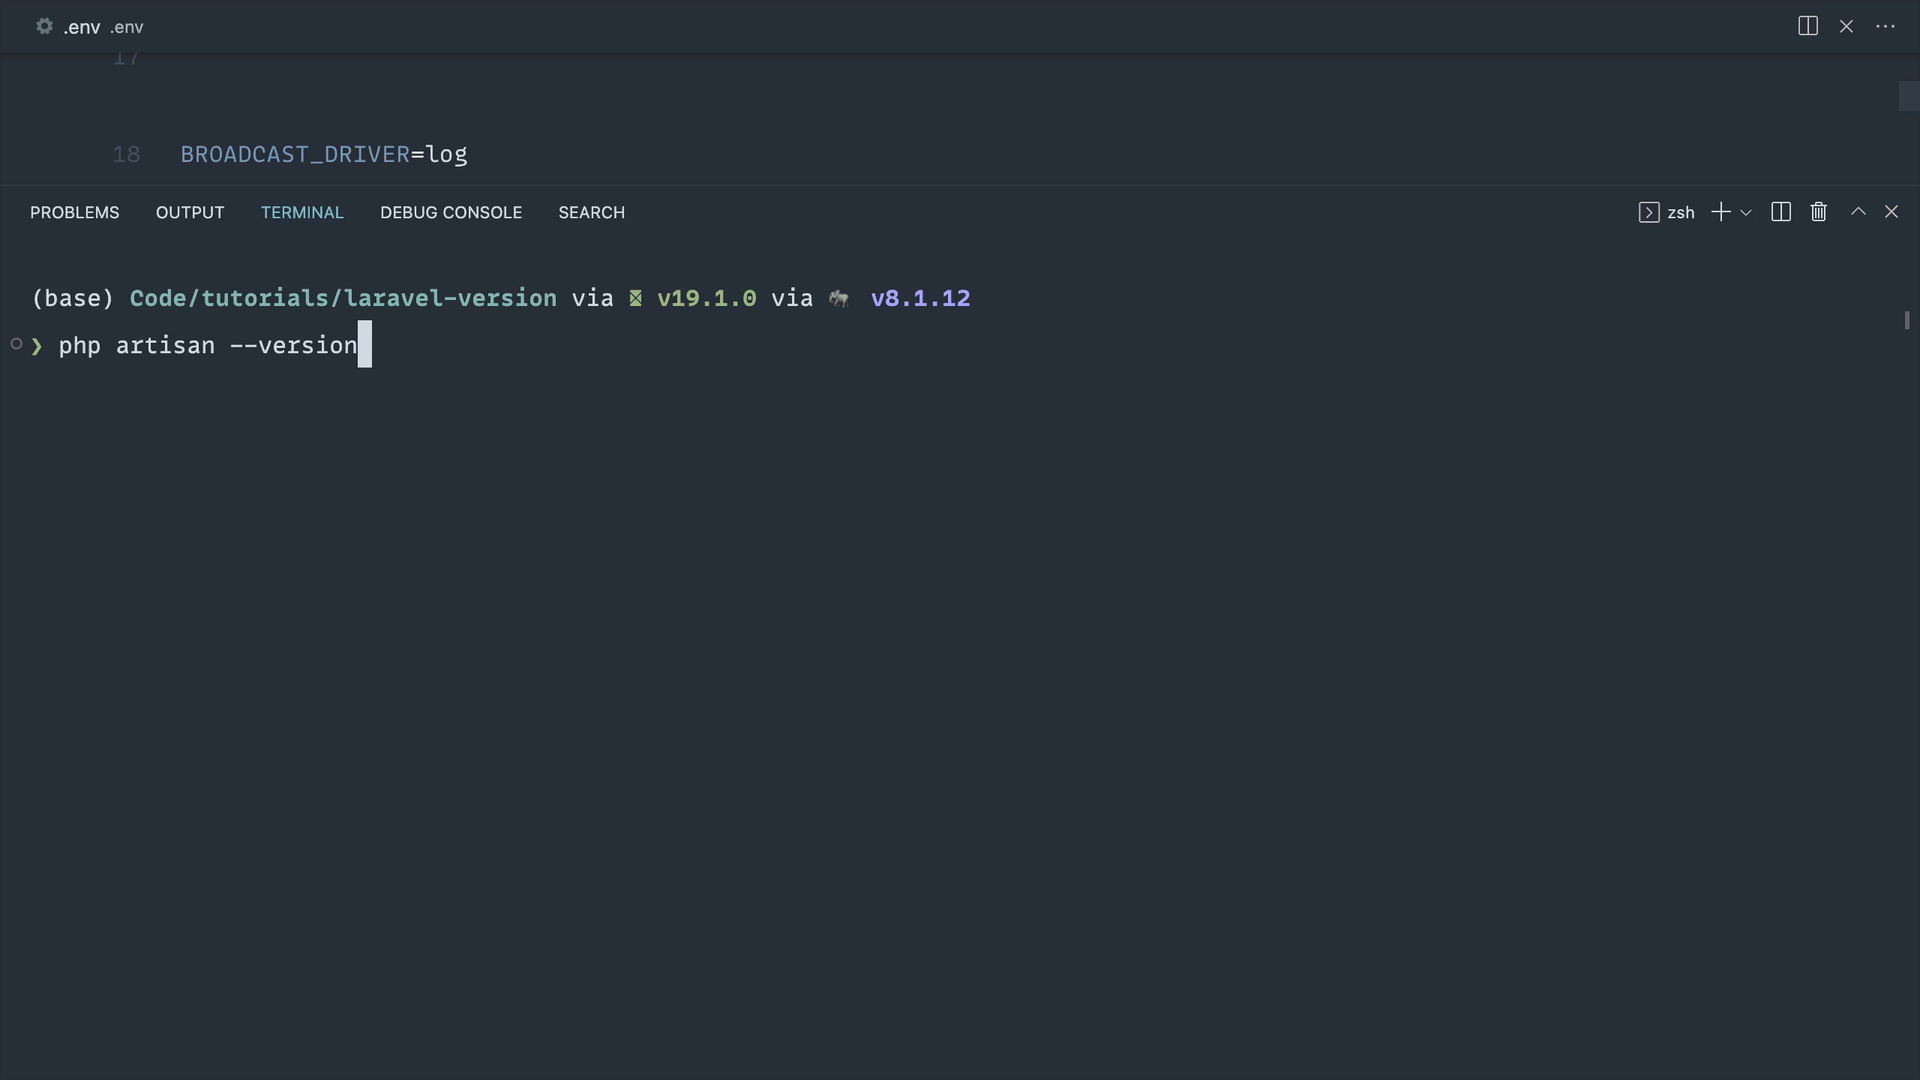 .env .env
17
18 BROADCAST_DRIVER=log
PROBLEMS OUTPUT TERMINAL DEBUG CONSOLE SEARCH zsh
(base) Code/tutorials/laravel-version via v19.1.0 via v8.1.12
❯ php artisan --version